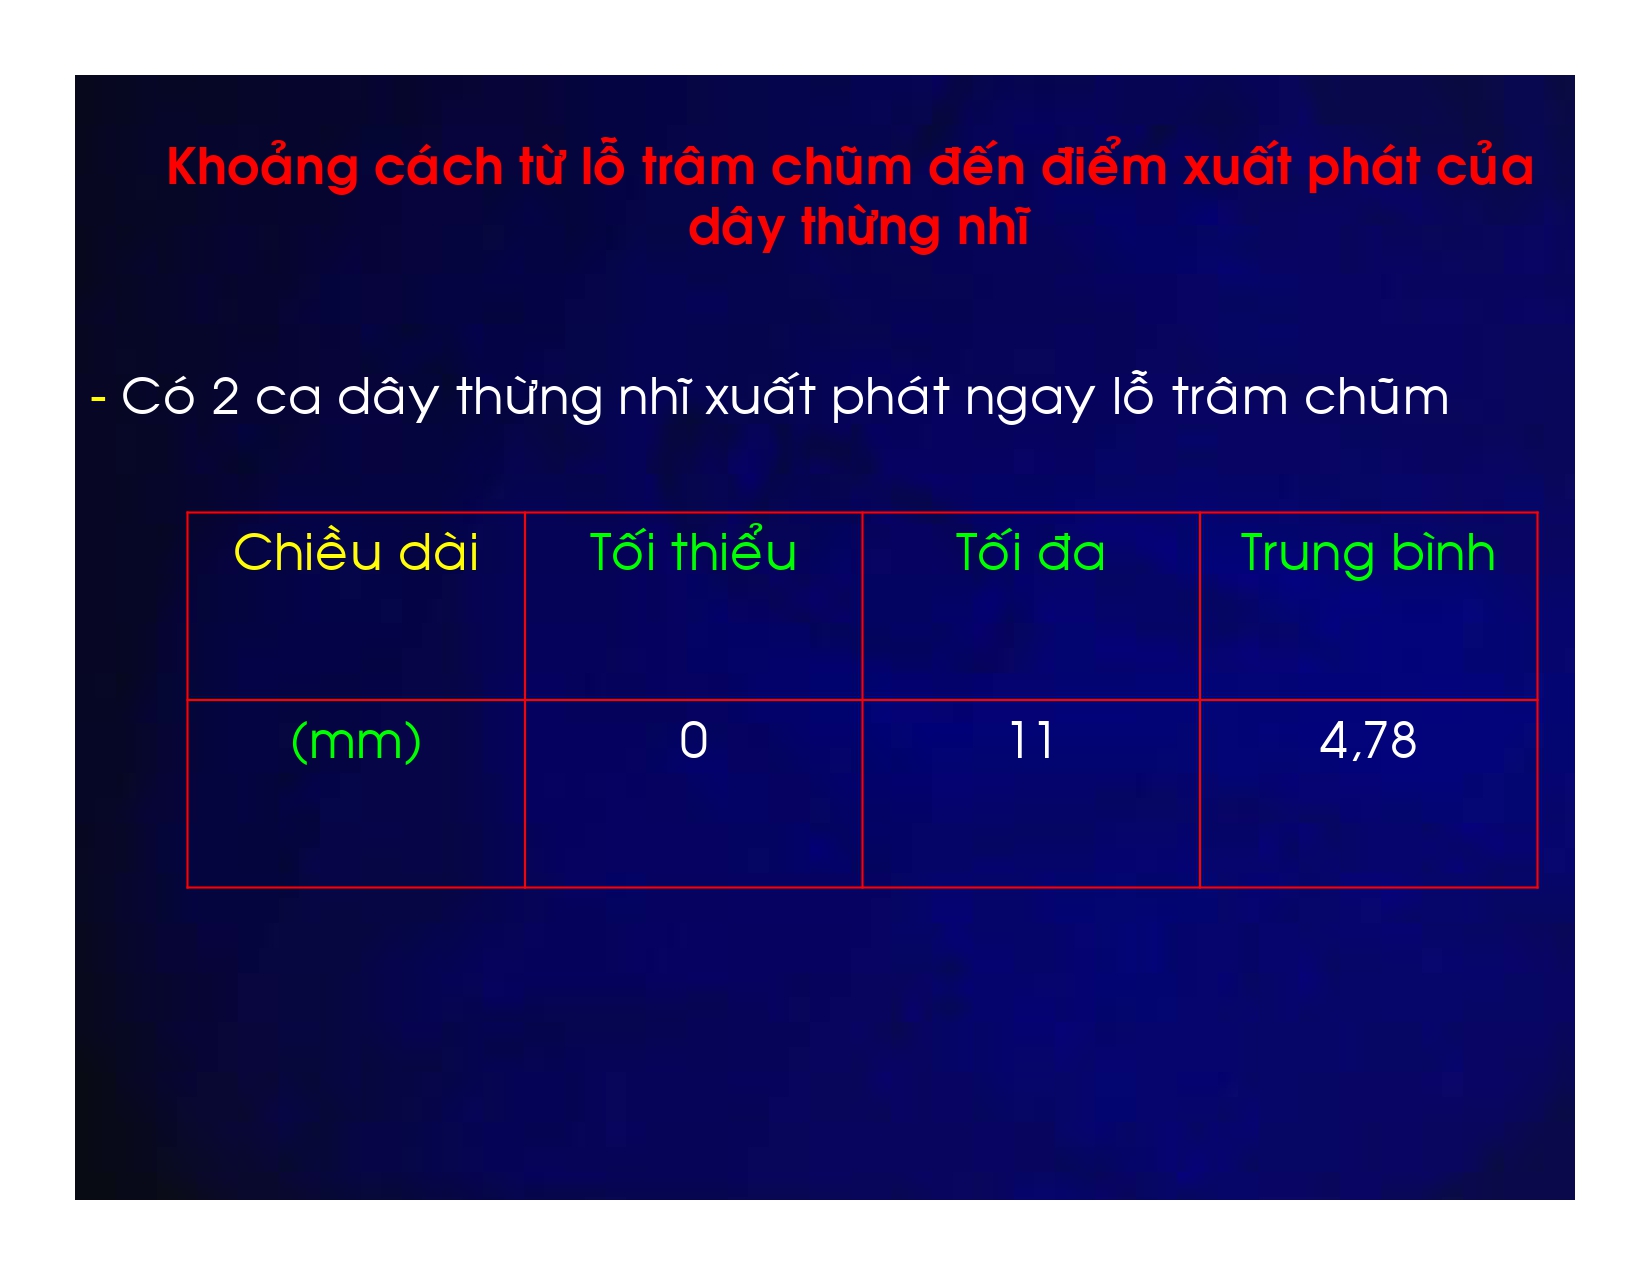 Khoảng cách từ lỗ trâm chũm đến điểm xuất phát của
dây thừng nhĩ
- Có 2 ca dây thừng nhĩ xuất phát ngay lỗ trâm chũm
Chiều dài Tối thiểu Tối đa Trung bình
(mm) 0 11 4,78